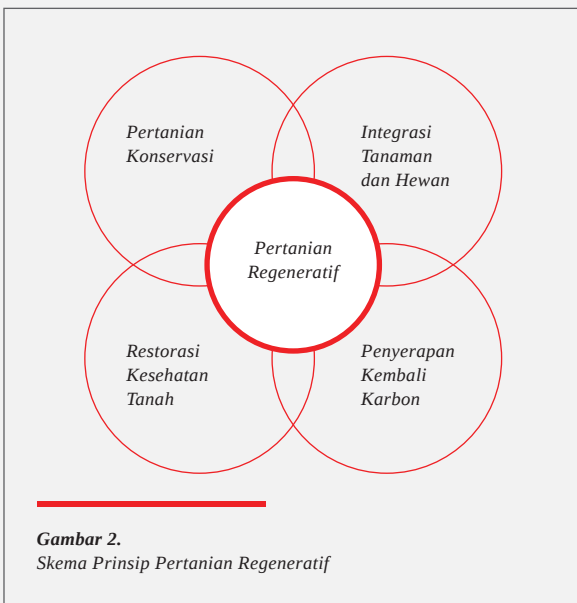 Pertanian
Konservasi
Integrasi
Tanaman
dan Hewan
Pertanian
Regeneratif
Restorasi
Kesehatan
Tanah
Penyerapan
Kembali
Karbon
Gambar 2.
Skema Prinsip Pertanian Regeneratif